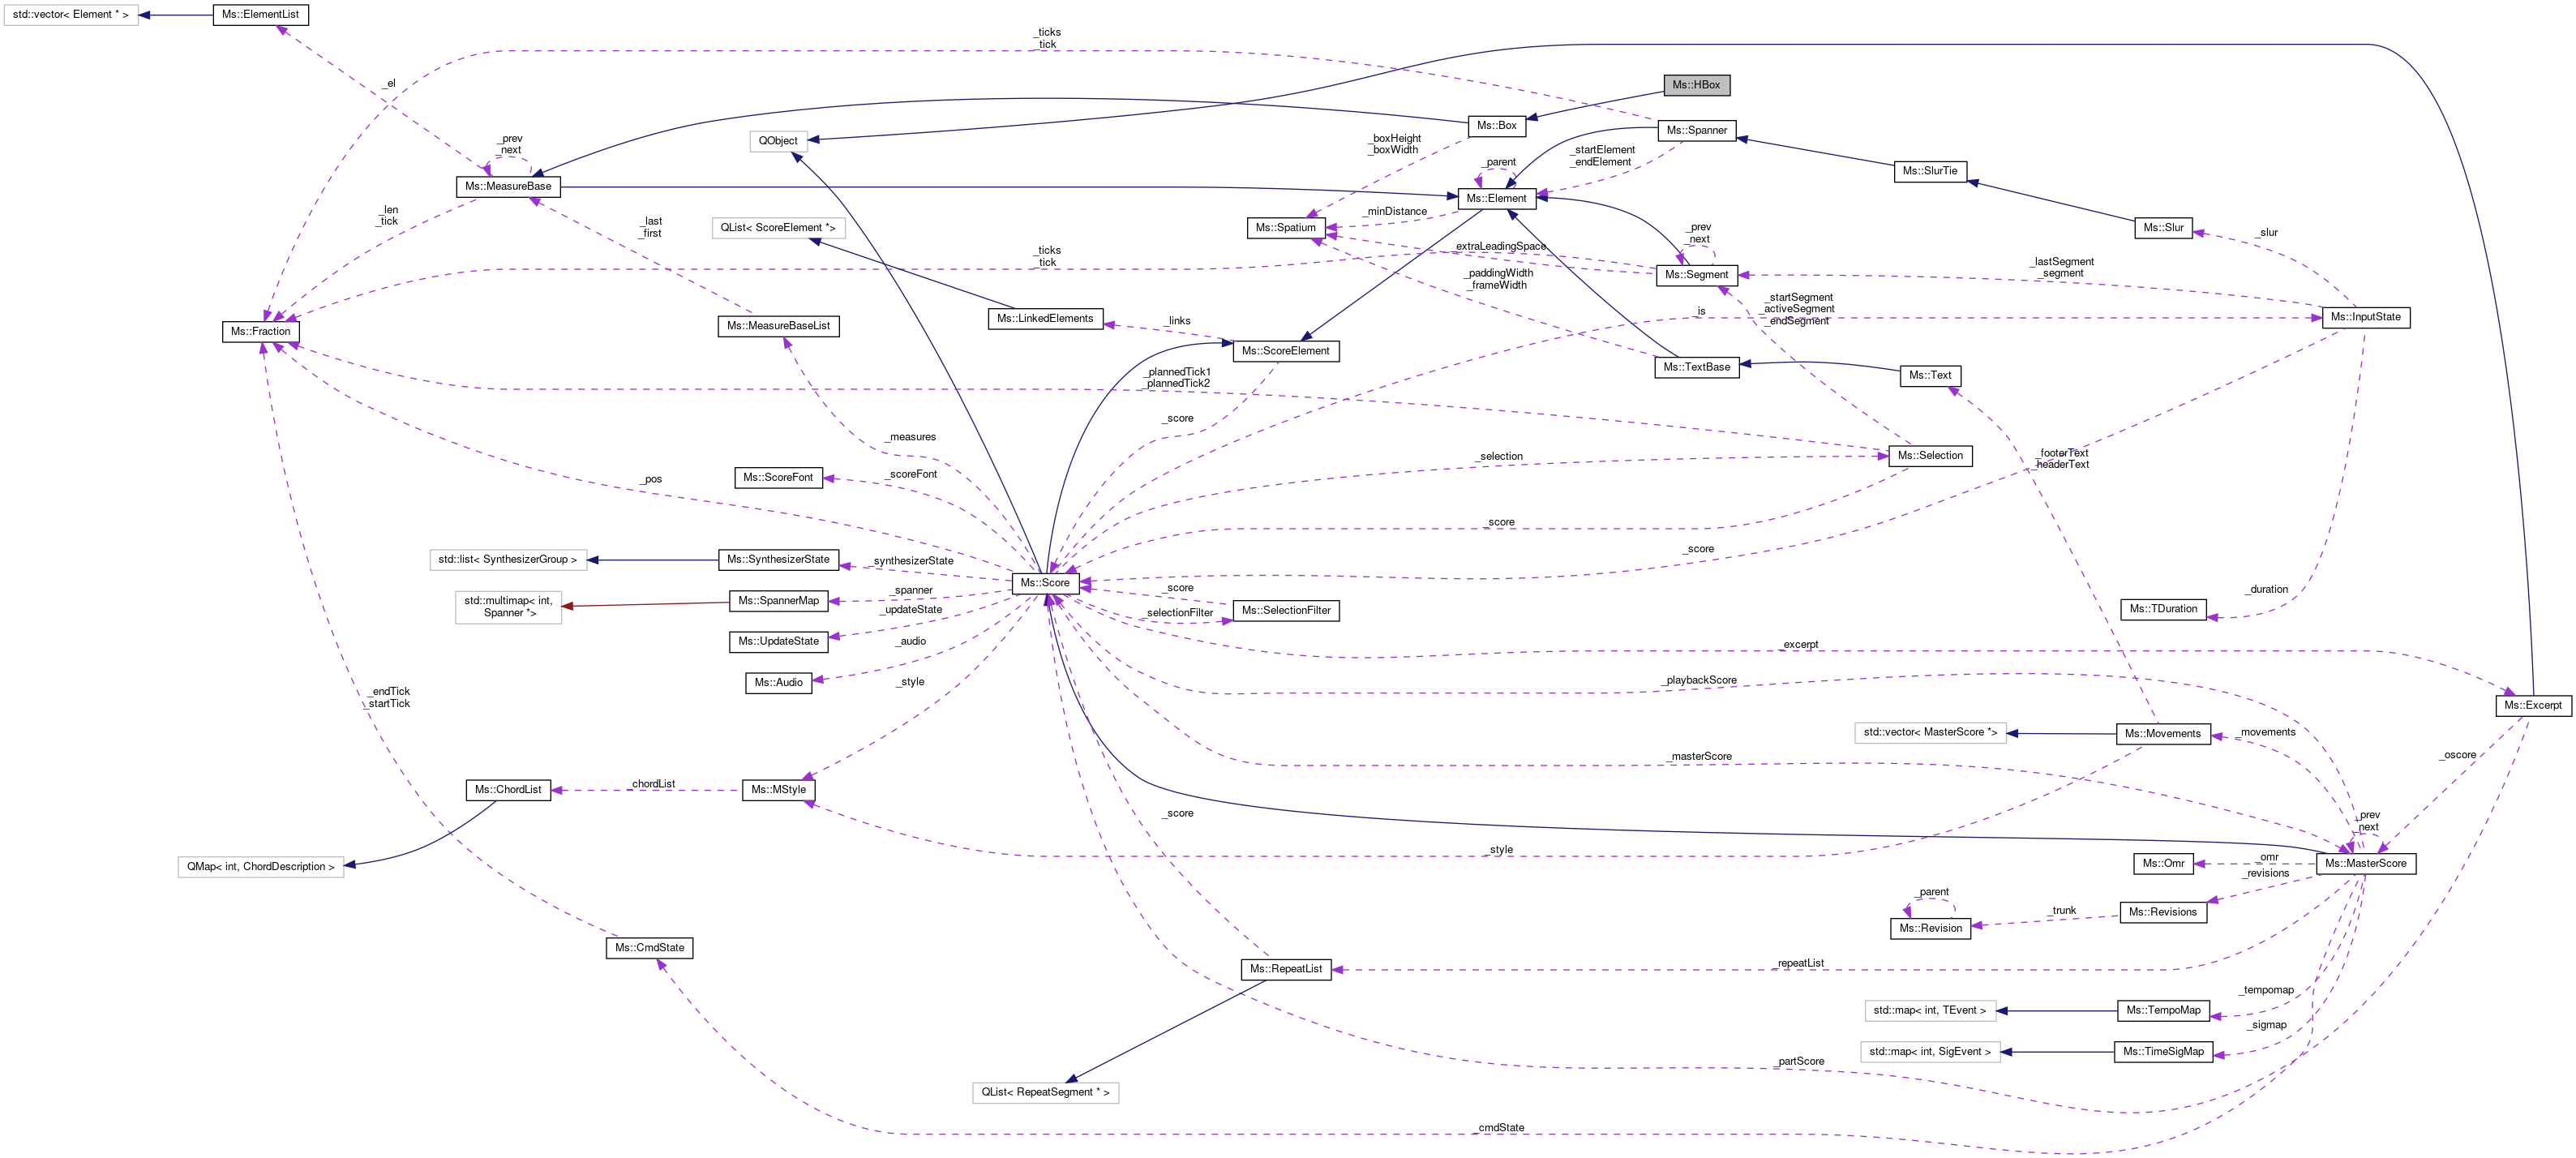 std::vector< Element * >
Ms::ElementList
_ticks
_tick
_el
Ms::HBox
_prev
_next
QObject
_boxHeight
_boxWidth
Ms::Box
Ms::Spanner
_startElement
_endElement
_parent
Ms::SlurTie
Ms::MeasureBase
Ms::Element
_len
_tick
_last
_first
QList< ScoreElement *>
_minDistance
Ms::Spatium
_extraLeadingSpace
_prev
_next
Ms::Slur
_slur
_ticks
_tick
_paddingWidth
_frameWidth
Ms::Segment
_lastSegment
_segment
Ms::Fraction
Ms::MeasureBaseList
Ms::LinkedElements
_links
_is
_startSegment
_activeSegment
_endSegment
Ms::InputState
Ms::ScoreElement
Ms::TextBase
Ms::Text
_plannedTick1
_plannedTick2
_score
_measures
_selection
Ms::Selection
_footerText
_headerText
_pos
Ms::ScoreFont
_scoreFont
_score
_score
std::list< SynthesizerGroup >
Ms::SynthesizerState
_synthesizerState
Ms::Score
_score
_duration
std::multimap< int,
Spanner *>
Ms::SpannerMap
_spanner
_selectionFilter
Ms::SelectionFilter
Ms::TDuration
Ms::UpdateState
_updateState
_audio
_excerpt
Ms::Audio
_style
_playbackScore
_endTick
_startTick
Ms::Excerpt
std::vector< MasterScore *>
Ms::Movements
_movements
_masterScore
_oscore
Ms::ChordList
_chordList
Ms::MStyle
_score
_prev
_next
_style
QMap< int, ChordDescription >
Ms::Omr
_omr
Ms::MasterScore
_revisions
_parent
Ms::Revision
_trunk
Ms::Revisions
Ms::CmdState
Ms::RepeatList
_repeatList
_tempomap
std::map< int, TEvent >
Ms::TempoMap
_sigmap
std::map< int, SigEvent >
Ms::TimeSigMap
_partScore
QList< RepeatSegment * >
_cmdState